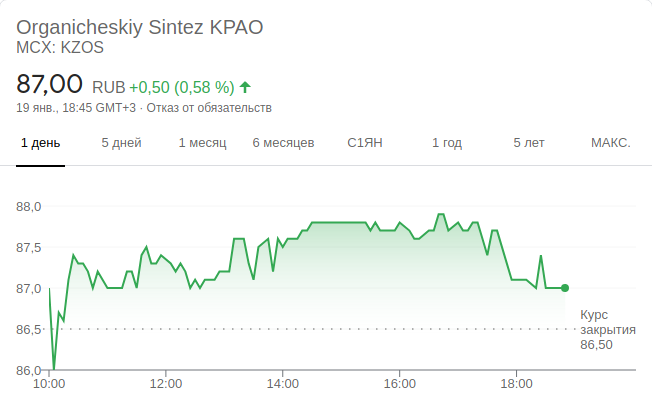 Organicheskiy Sintez KPAO
MCX: KZOS
87,00 RUB +0,50 (0,58 %)
19 янв., 18:45 GMT+3 · Отказ от обязательств
1 день 5 дней 1 месяц 6 месяцев С1ЯН 1 год 5 лет МАКС.
88,0
87,5
87,0
86,5
86,0
Курс
закрытия
86,50
10:00 12:00 14:00 16:00 18:00